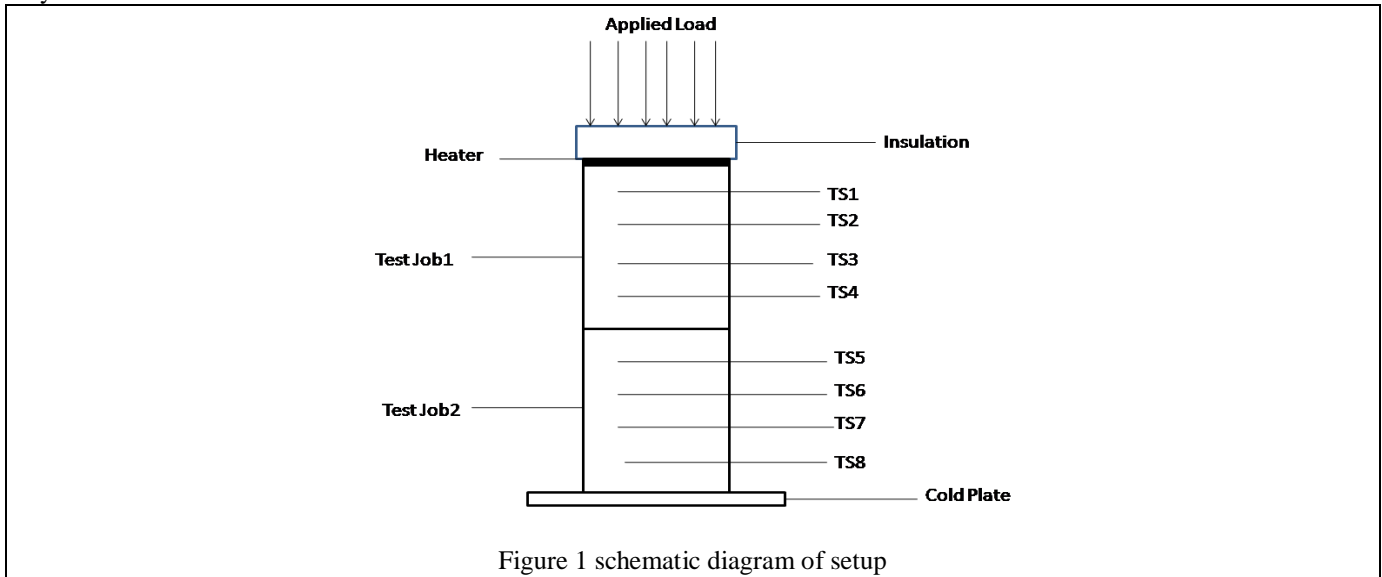 Applied Load
Insulation
Heater
TS1
TS2
Test Job1
TS3
TS4
TS5
TS6
Test Job2
TS7
TS8
Cold Plate
Figure 1 schematic diagram of setup